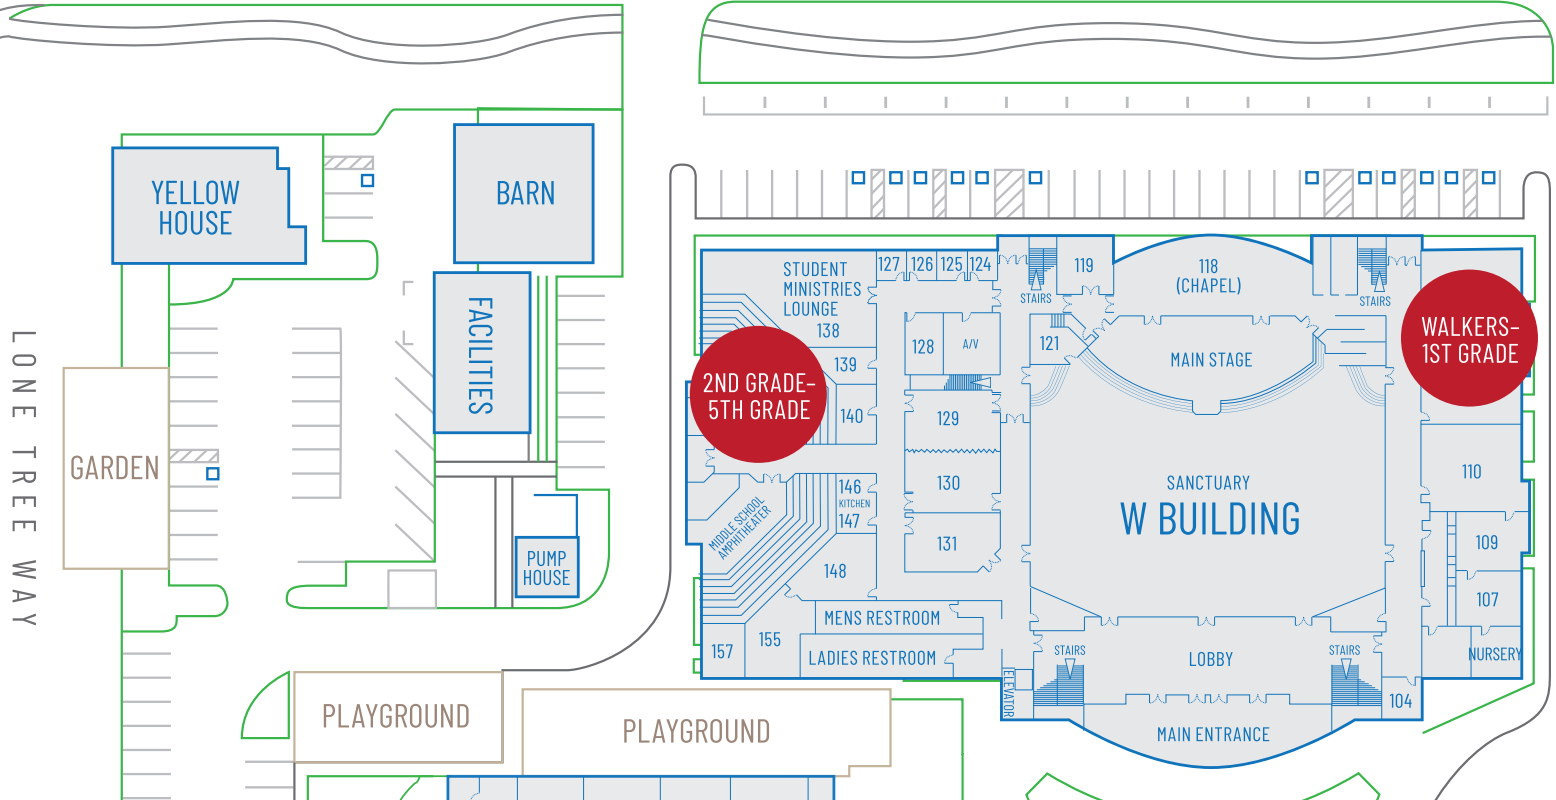 YELLOW
HOUSE
BARN
FACILITIES
GARDEN
LONE TREE WAY
PUMP
HOUSE
PLAYGROUND
PLAYGROUND
STUDENT
MINISTRIES
LOUNGE
138
127
126
125
124
STAIRS
119
118
(CHAPEL)
STAIRS
WALKERS-
1ST GRADE
2ND GRADE-
5TH GRADE
139
140
128
A/V
121
MAIN STAGE
129
130
131
146
KITCHEN
147
148
MIDDLE SCHOOL
AMPHITHEATER
SANCTUARY
W BUILDING
110
109
107
NURSERY
104
MENS RESTROOM
LADIES RESTROOM
155
157
ELEVATOR
STAIRS
LOBBY
STAIRS
MAIN ENTRANCE